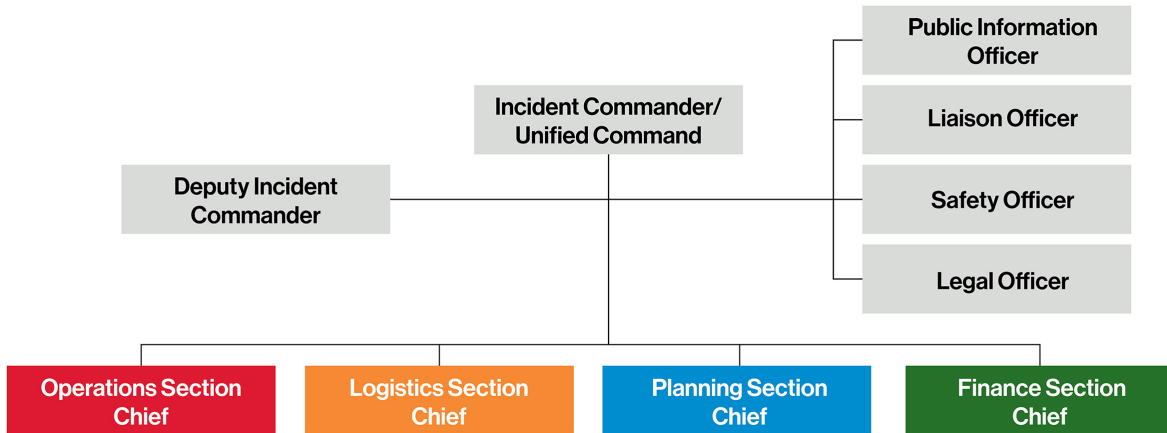 Public Information
Officer
Incident Commander/
Unified Command
Liaison Officer
Deputy Incident
Commander
Safety Officer
Legal Officer
Operations Section
Chief
Logistics Section
Chief
Planning Section
Chief
Finance Section
Chief